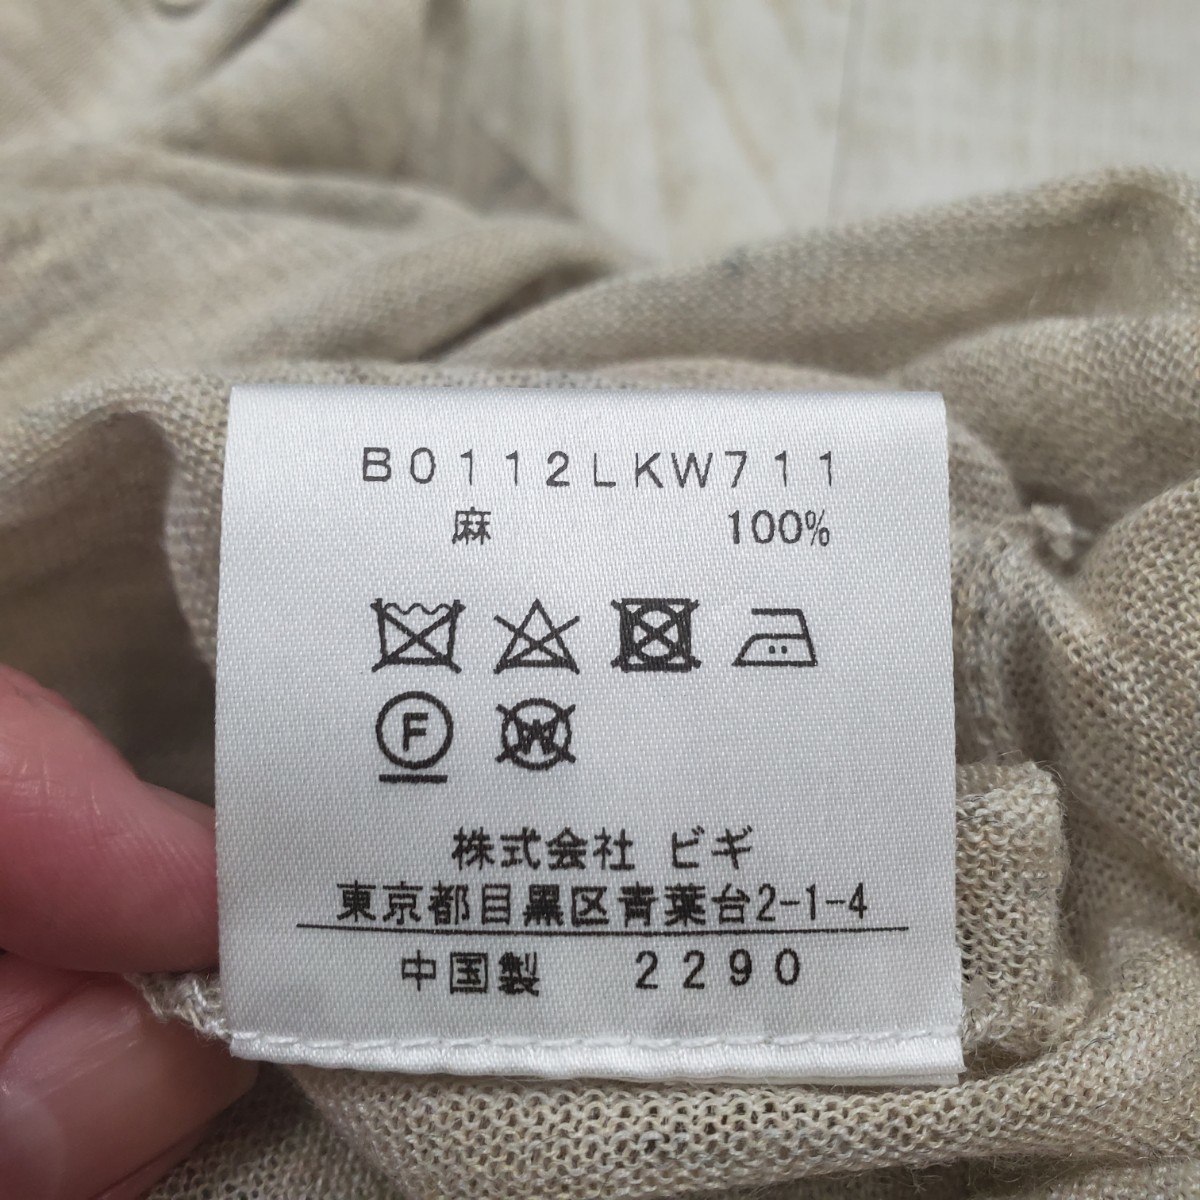 B0112LKW711
麻 100%
F W
株式会社 ビギ
東京都目黒区青葉台2-1-4
中国製 2290